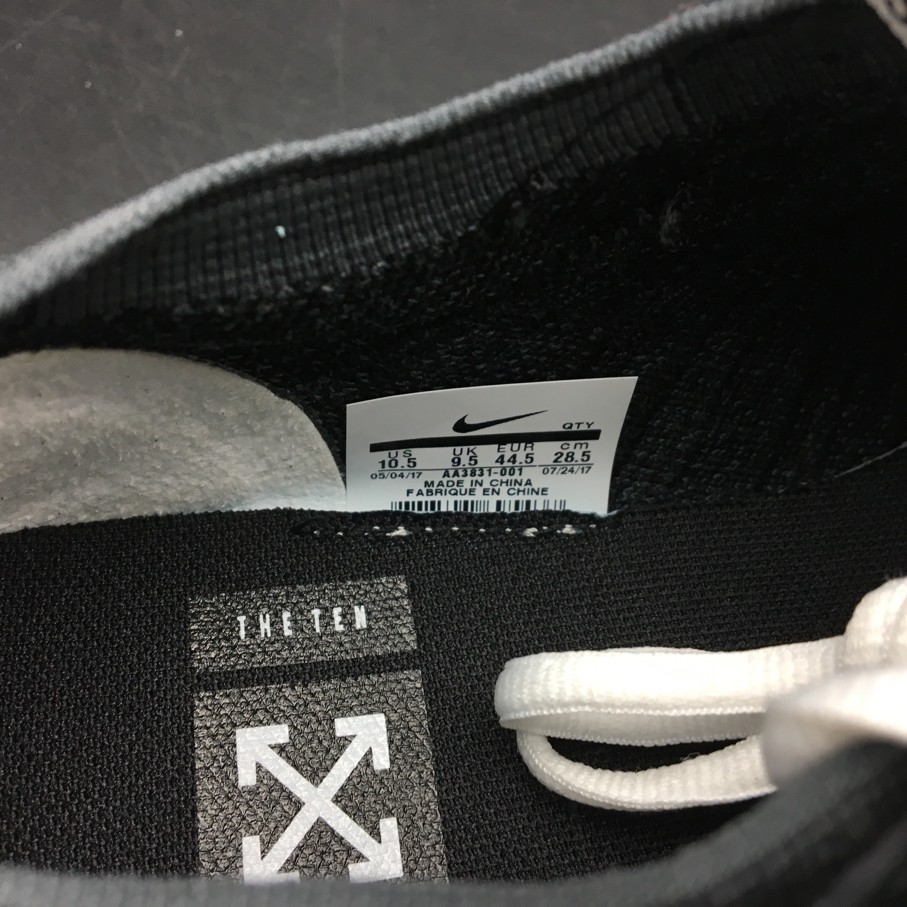 QTY
US UK EUR cm
10.5 9.5 44.5 28.5
05/04/17 AA3831-001 07/24/17
MADE IN CHINA
FABRIQUE EN CHINE
THE TEN